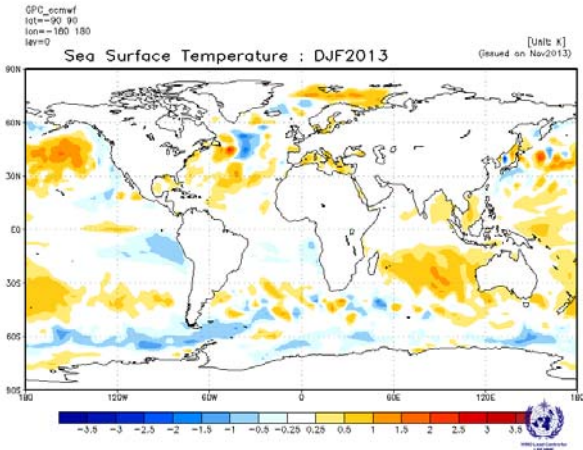 GPC_ecmwf
lat=-90 90
lon=-180 180
lev=0
Sea Surface Temperature : DJF2013
[Unit: K]
(issued on Nov2013)
90N
60N
30N
EQ
30S
60S
90S
180 120W 60W 0 60E 120E 180
-3.5 -3 -2.5 -2 -1.5 -1 -0.5 -0.25 0.25 0.5 1 1.5 2 2.5 3 3.5